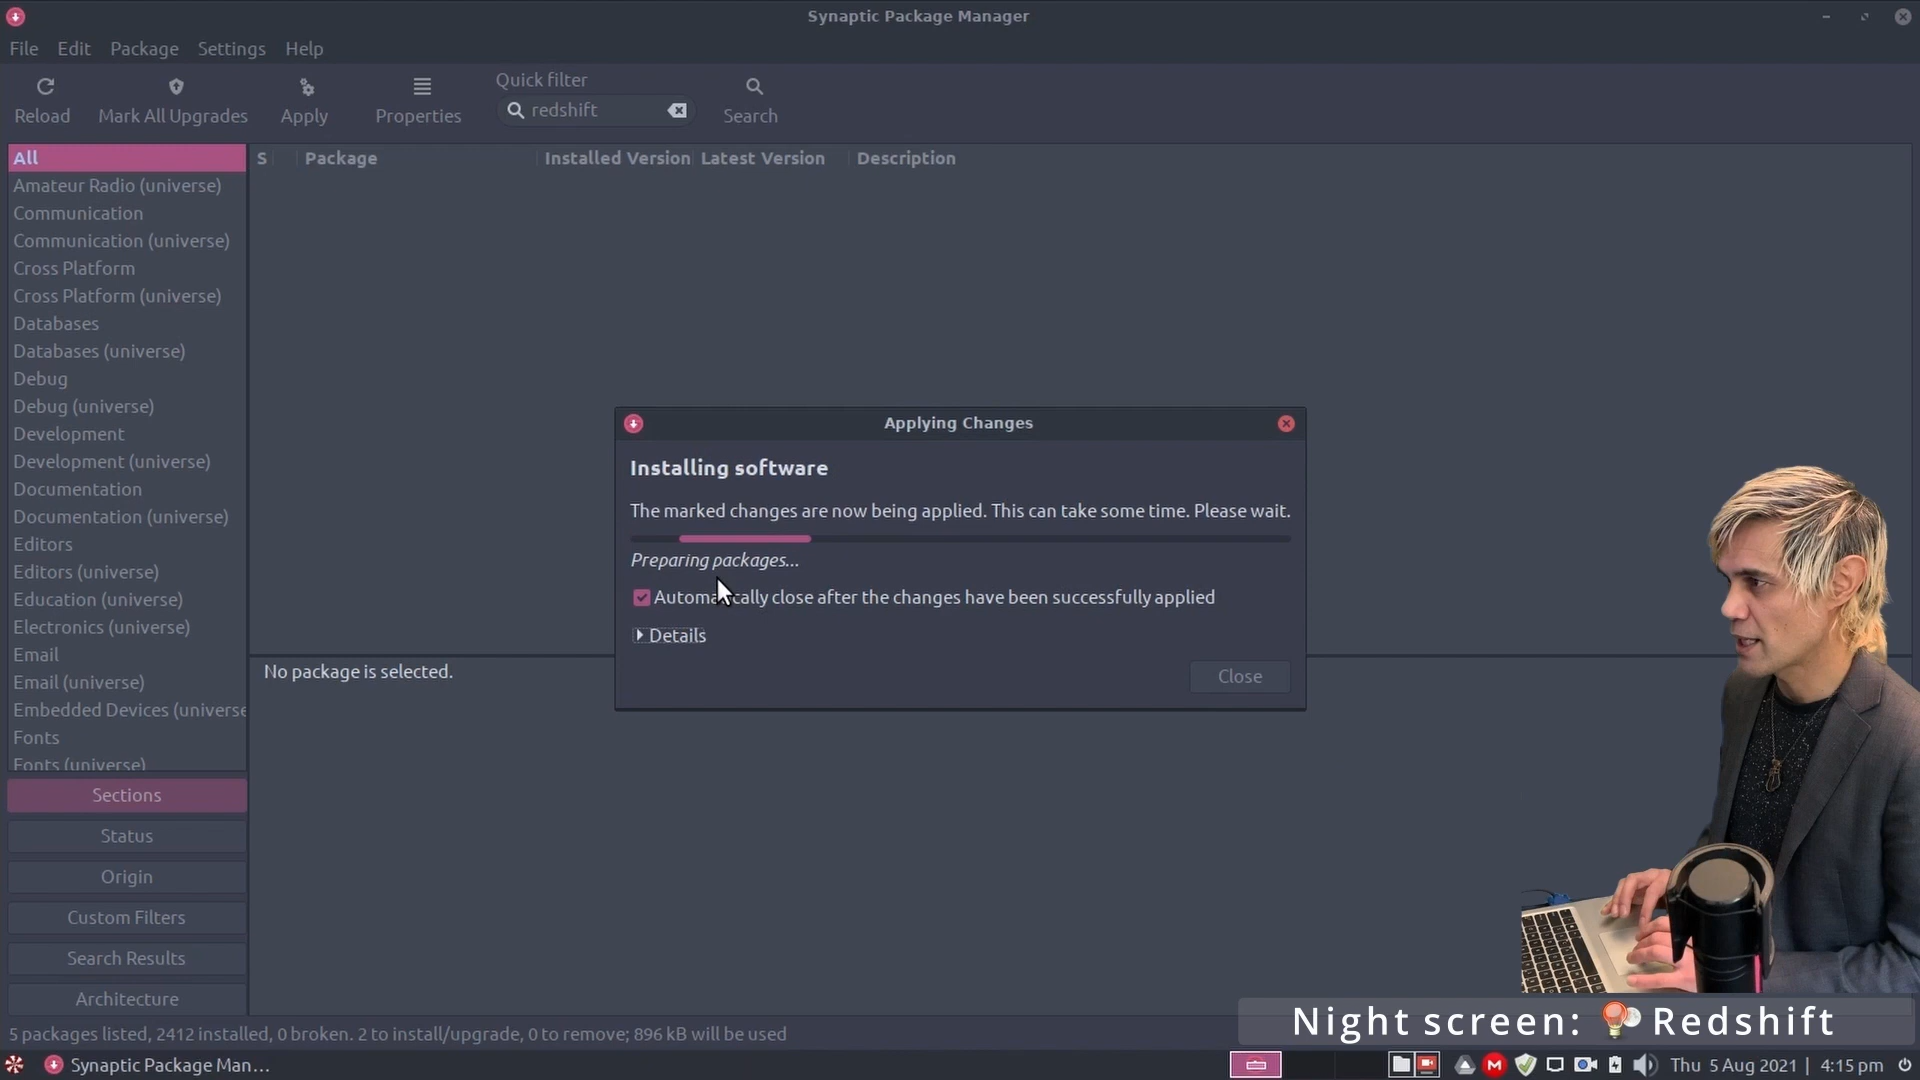 Synaptic Package Manager
File Edit Package Settings Help
Reload Mark All Upgrades Apply Properties Quick filter redshift Search
S Package Installed Version Latest Version Description
All
Amateur Radio (universe)
Communication
Communication (universe)
Cross Platform
Cross Platform (universe)
Databases
Databases (universe)
Debug
Debug (universe)
Development
Development (universe)
Documentation
Documentation (universe)
Editors
Editors (universe)
Education (universe)
Electronics (universe)
Email
Email (universe)
Embedded Devices (universe
Fonts
Fonts (universe)
Sections
Status
Origin
Custom Filters
Search Results
Architecture
Applying Changes
Installing software
The marked changes are now being applied. This can take some time. Please wait.
Preparing packages...
Automatically close after the changes have been successfully applied
Details
Close
No package is selected.
Night screen: Redshift
5 packages listed, 2412 installed, 0 broken. 2 to install/upgrade, 0 to remove; 896 kB will be used
Synaptic Package Man... M Thu 5 Aug 2021 | 4:15 pm